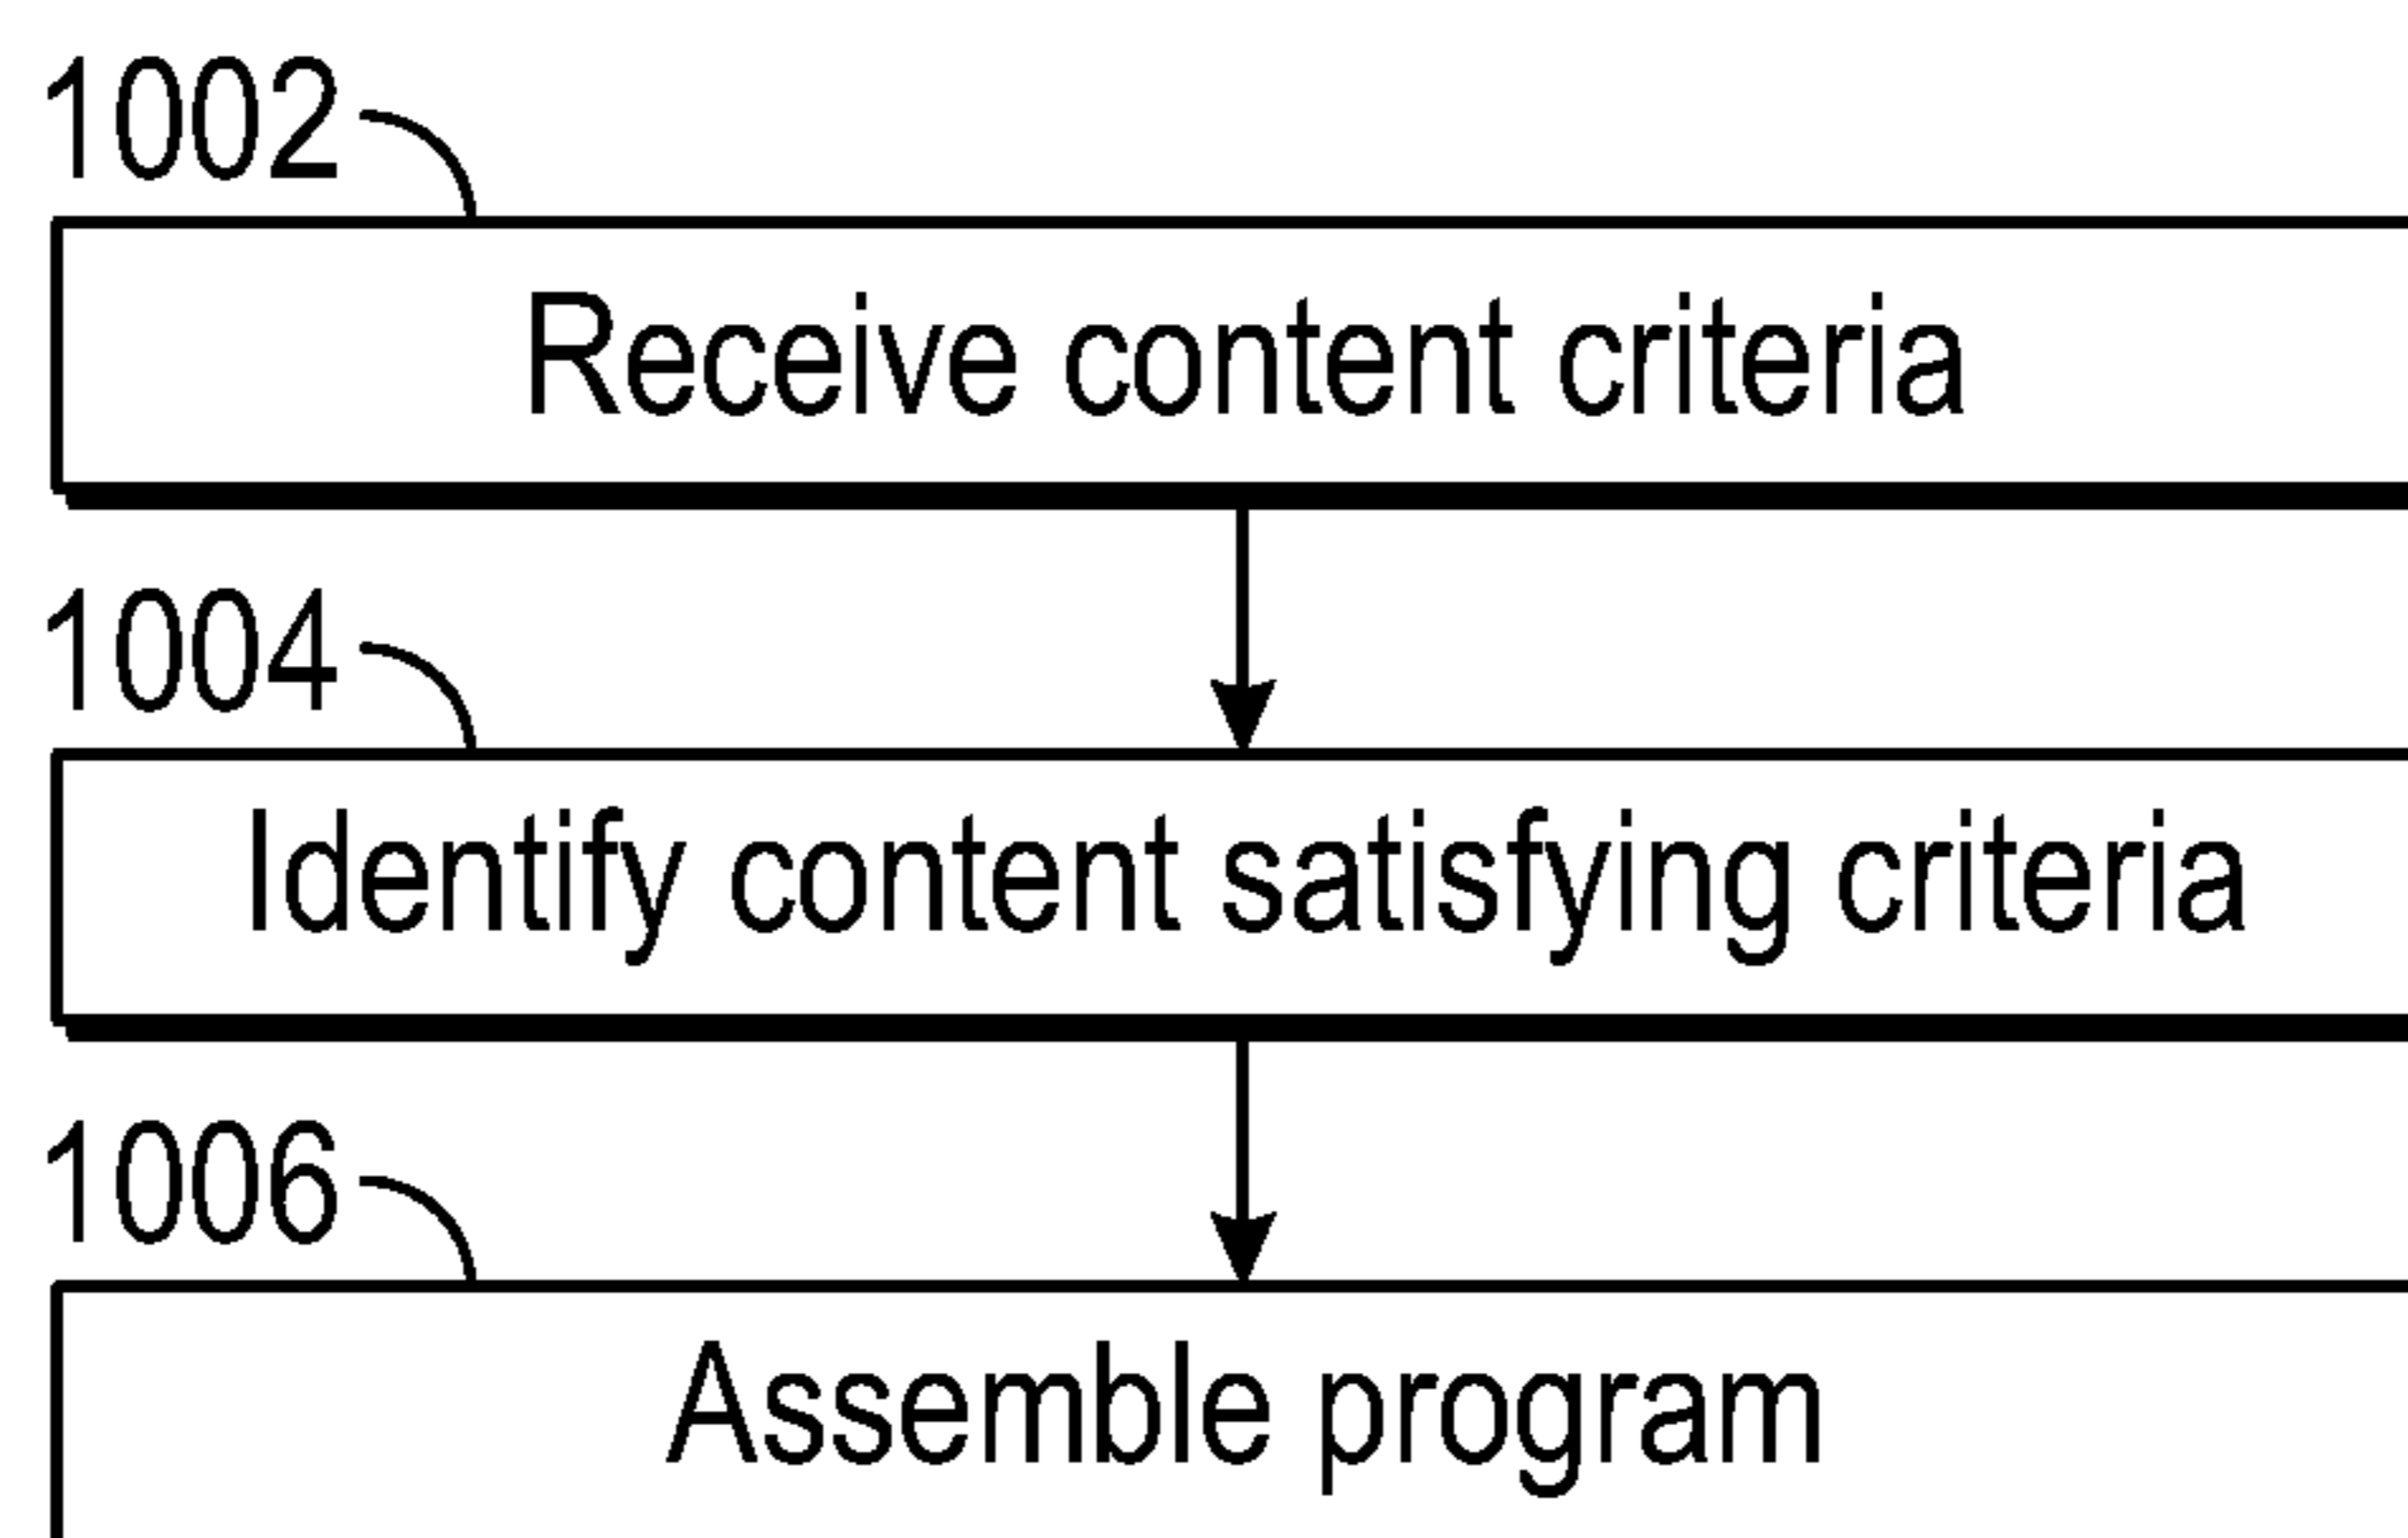 1002
Receive content criteria
1004
Identify content satisfying criteria
1006
Assemble program